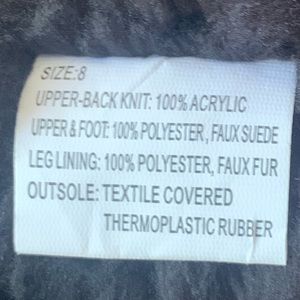 SIZE:8
UPPER-BACK KNIT: 100% ACRYLIC
UPPER & FOOT: 100% POLYESTER , FAUX SUEDE
LEG LINING: 100% POLYESTER, FAUX FUR
OUTSOLE: TEXTILE COVERED
THERMOPLASTIC RUBBER